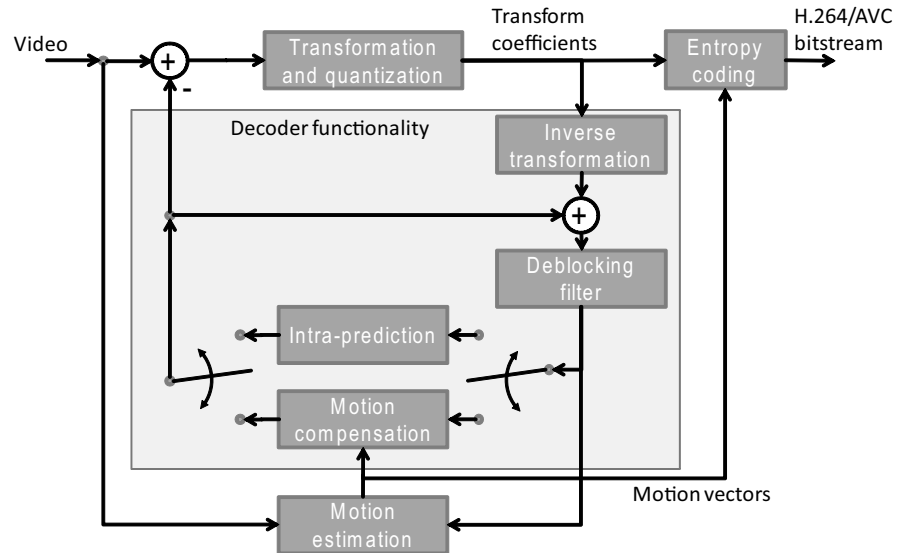 Video
+
-
Transformation
and quantization
Transform
coefficients
Entropy
coding
H.264/AVC
bitstream
Decoder functionality
Inverse
transformation
+
Deblocking
filter
Intra-prediction
Motion
compensation
Motion vectors
Motion
estimation